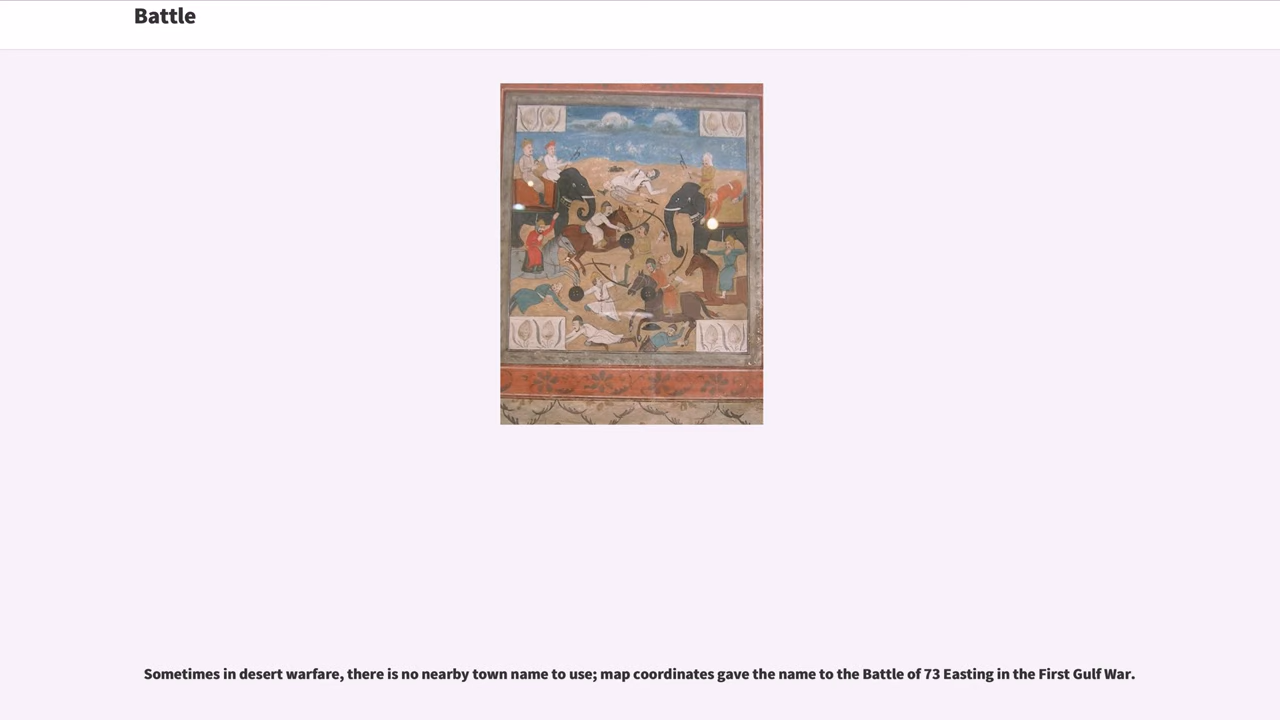 Battle
Sometimes in desert warfare, there is no nearby town name to use; map coordinates gave the name to the Battle of 73 Easting in the First Gulf War.